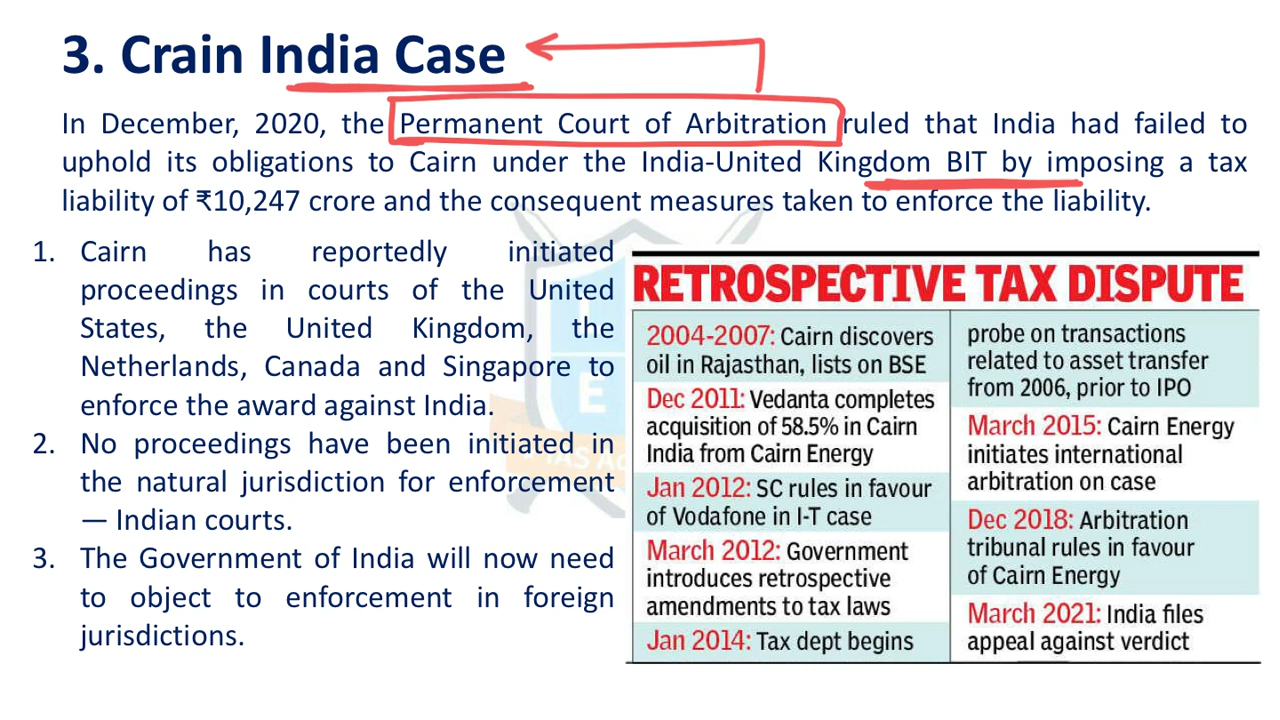 3. Crain India Case
In December, 2020, the Permanent Court of Arbitration ruled that India had failed to
uphold its obligations to Cairn under the India-United Kingdom BIT by imposing a tax
liability of ₹10,247 crore and the consequent measures taken to enforce the liability.
1. Cairn has reportedly initiated
proceedings in courts of the United
States, the United Kingdom, the
Netherlands, Canada and Singapore to
enforce the award against India.
2. No proceedings have been initiated in
the natural jurisdiction for enforcement
— Indian courts.
3. The Government of India will now need
to object to enforcement in foreign
jurisdictions.
RETROSPECTIVE TAX DISPUTE
2004-2007: Cairn discovers
oil in Rajasthan, lists on BSE
Dec 2011: Vedanta completes
acquisition of 58.5% in Cairn
India from Cairn Energy
Jan 2012: SC rules in favour
of Vodafone in I-T case
March 2012: Government
introduces retrospective
amendments to tax laws
Jan 2014: Tax dept begins
probe on transactions
related to asset transfer
from 2006, prior to IPO
March 2015: Cairn Energy
initiates international
arbitration on case
Dec 2018: Arbitration
tribunal rules in favour
of Cairn Energy
March 2021: India files
appeal against verdict